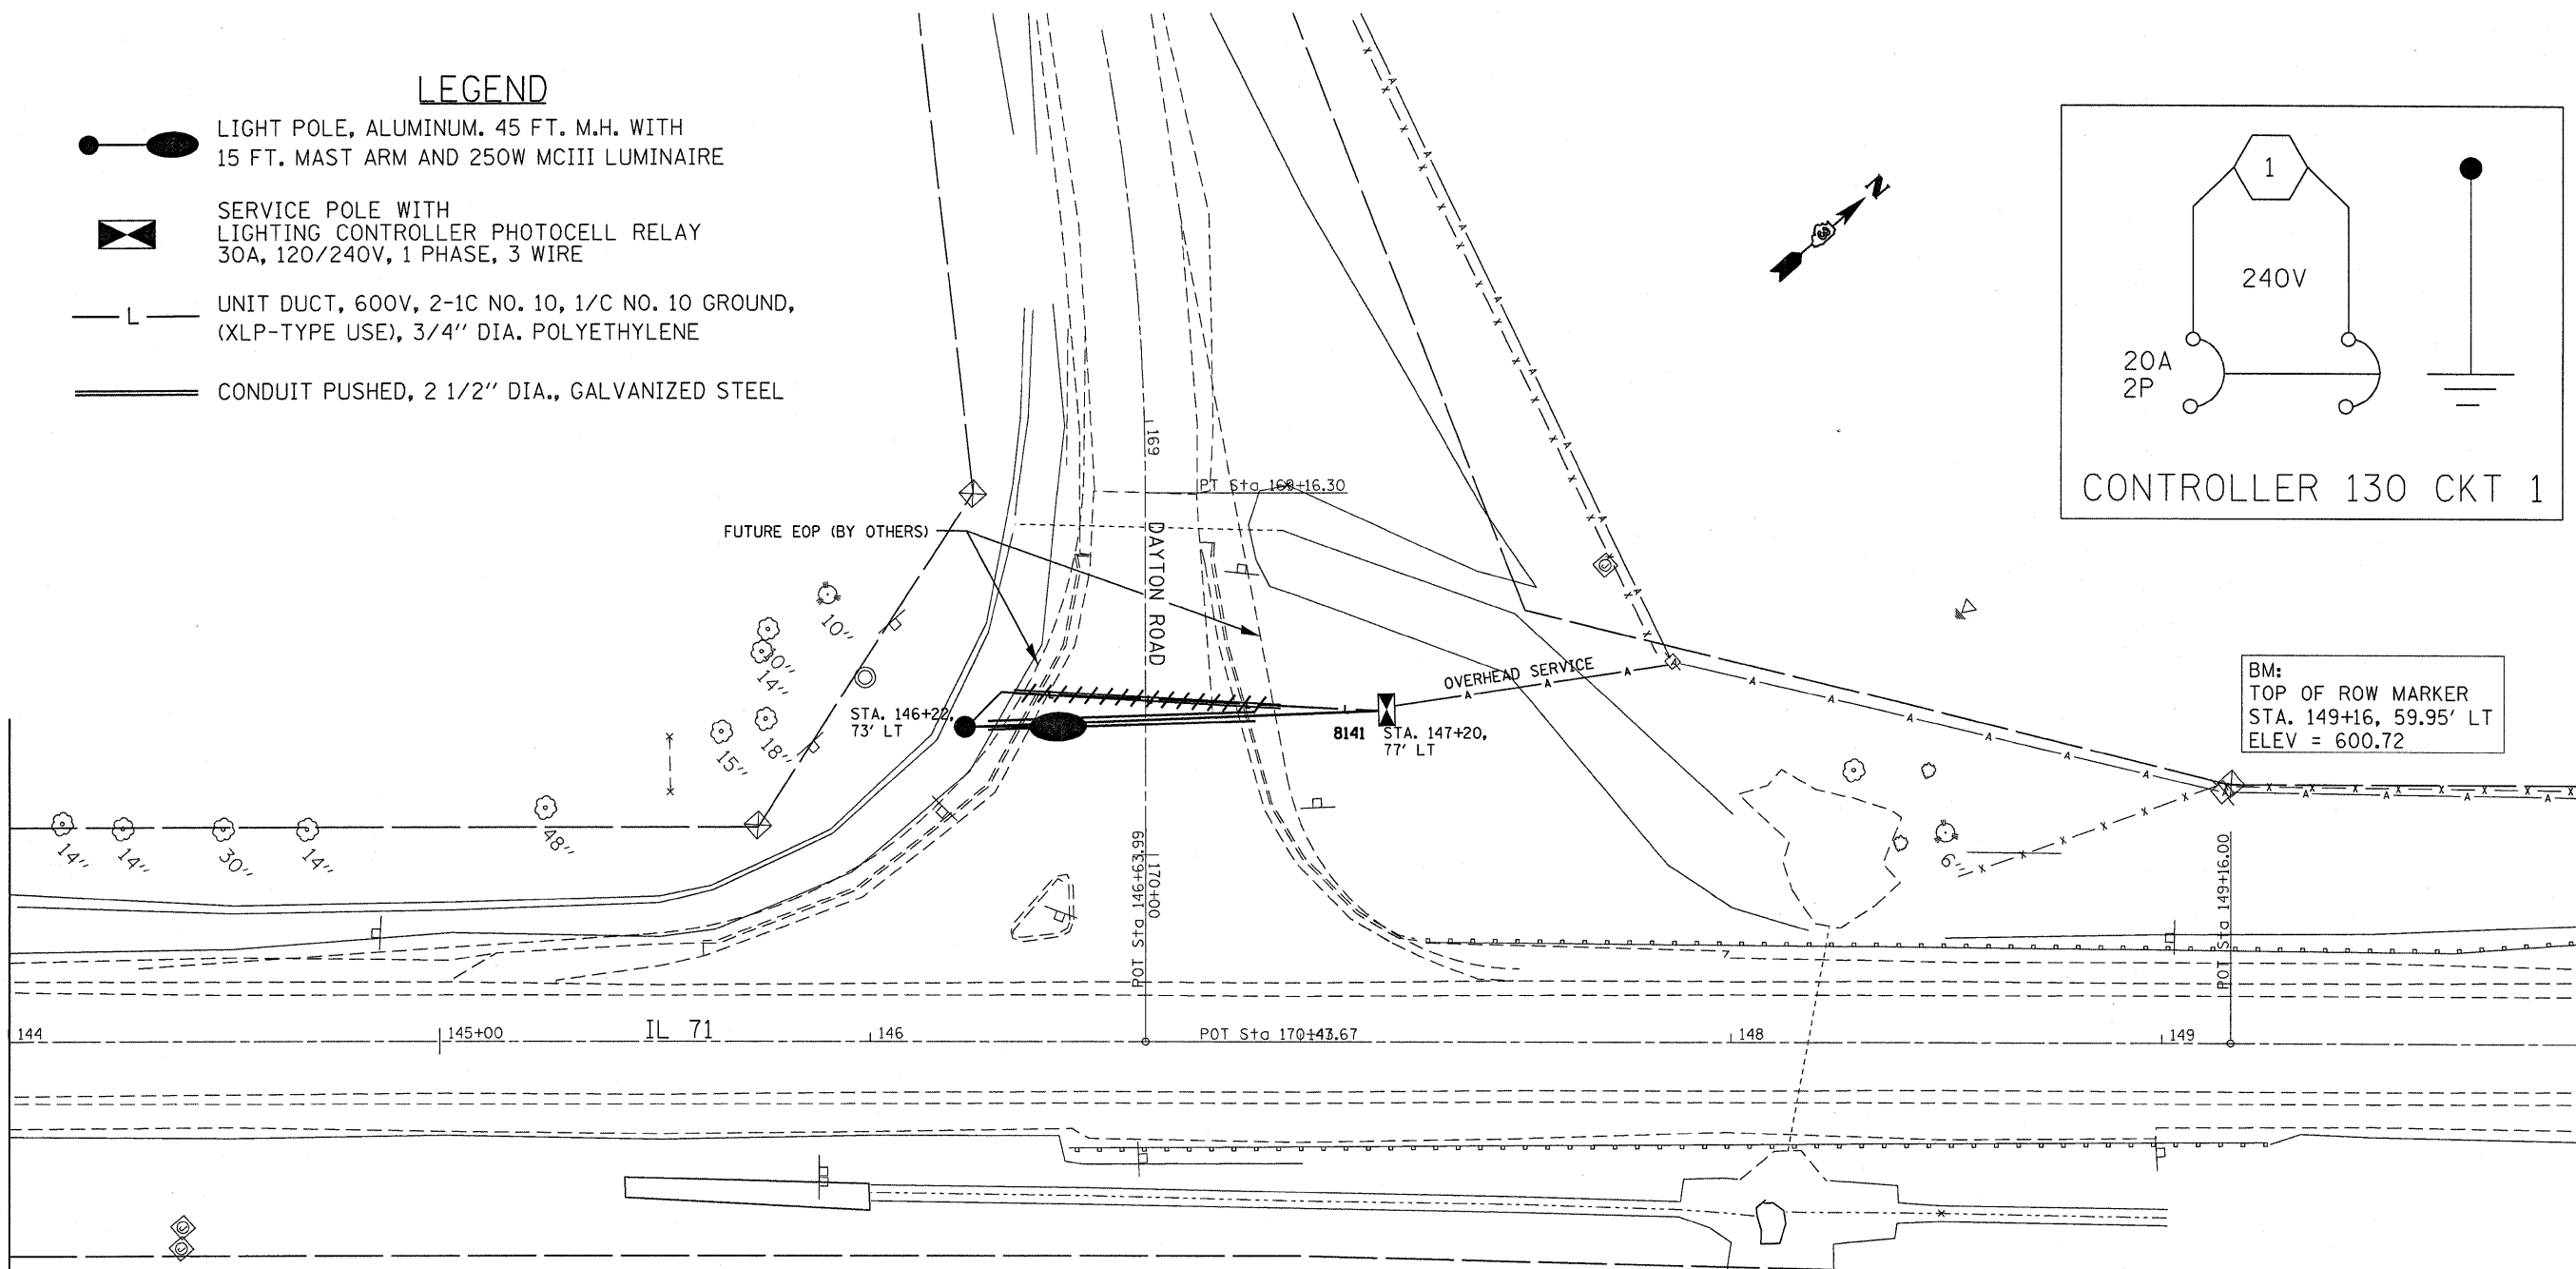 LEGEND
LIGHT POLE, ALUMINUM. 45 FT. M.H. WITH
15 FT. MAST ARM AND 250W MCIII LUMINAIRE
SERVICE POLE WITH
LIGHTING CONTROLLER PHOTOCELL RELAY
30A, 120/240V, 1 PHASE, 3 WIRE
L
UNIT DUCT, 600V, 2-1C NO. 10, 1/C NO. 10 GROUND,
(XLP-TYPE USE), 3/4" DIA. POLYETHYLENE
CONDUIT PUSHED, 2 1/2" DIA., GALVANIZED STEEL
N
1
240V
20A
2P
CONTROLLER 130 CKT 1
169
PT Sta 169+16.30
FUTURE EOP (BY OTHERS)
DAYTON ROAD
10"
10"
14"
18"
15"
STA. 146+22,
73' LT
OVERHEAD SERVICE
8141
STA. 147+20,
77' LT
BM:
TOP OF ROW MARKER
STA. 149+16, 59.95' LT
ELEV = 600.72
14"
14"
30"
14"
48"
6"
POT Sta 146+63.99
170+00
POT Sta 149+16.00
144
145+00
IL 71
146
POT Sta 170+43.67
148
149